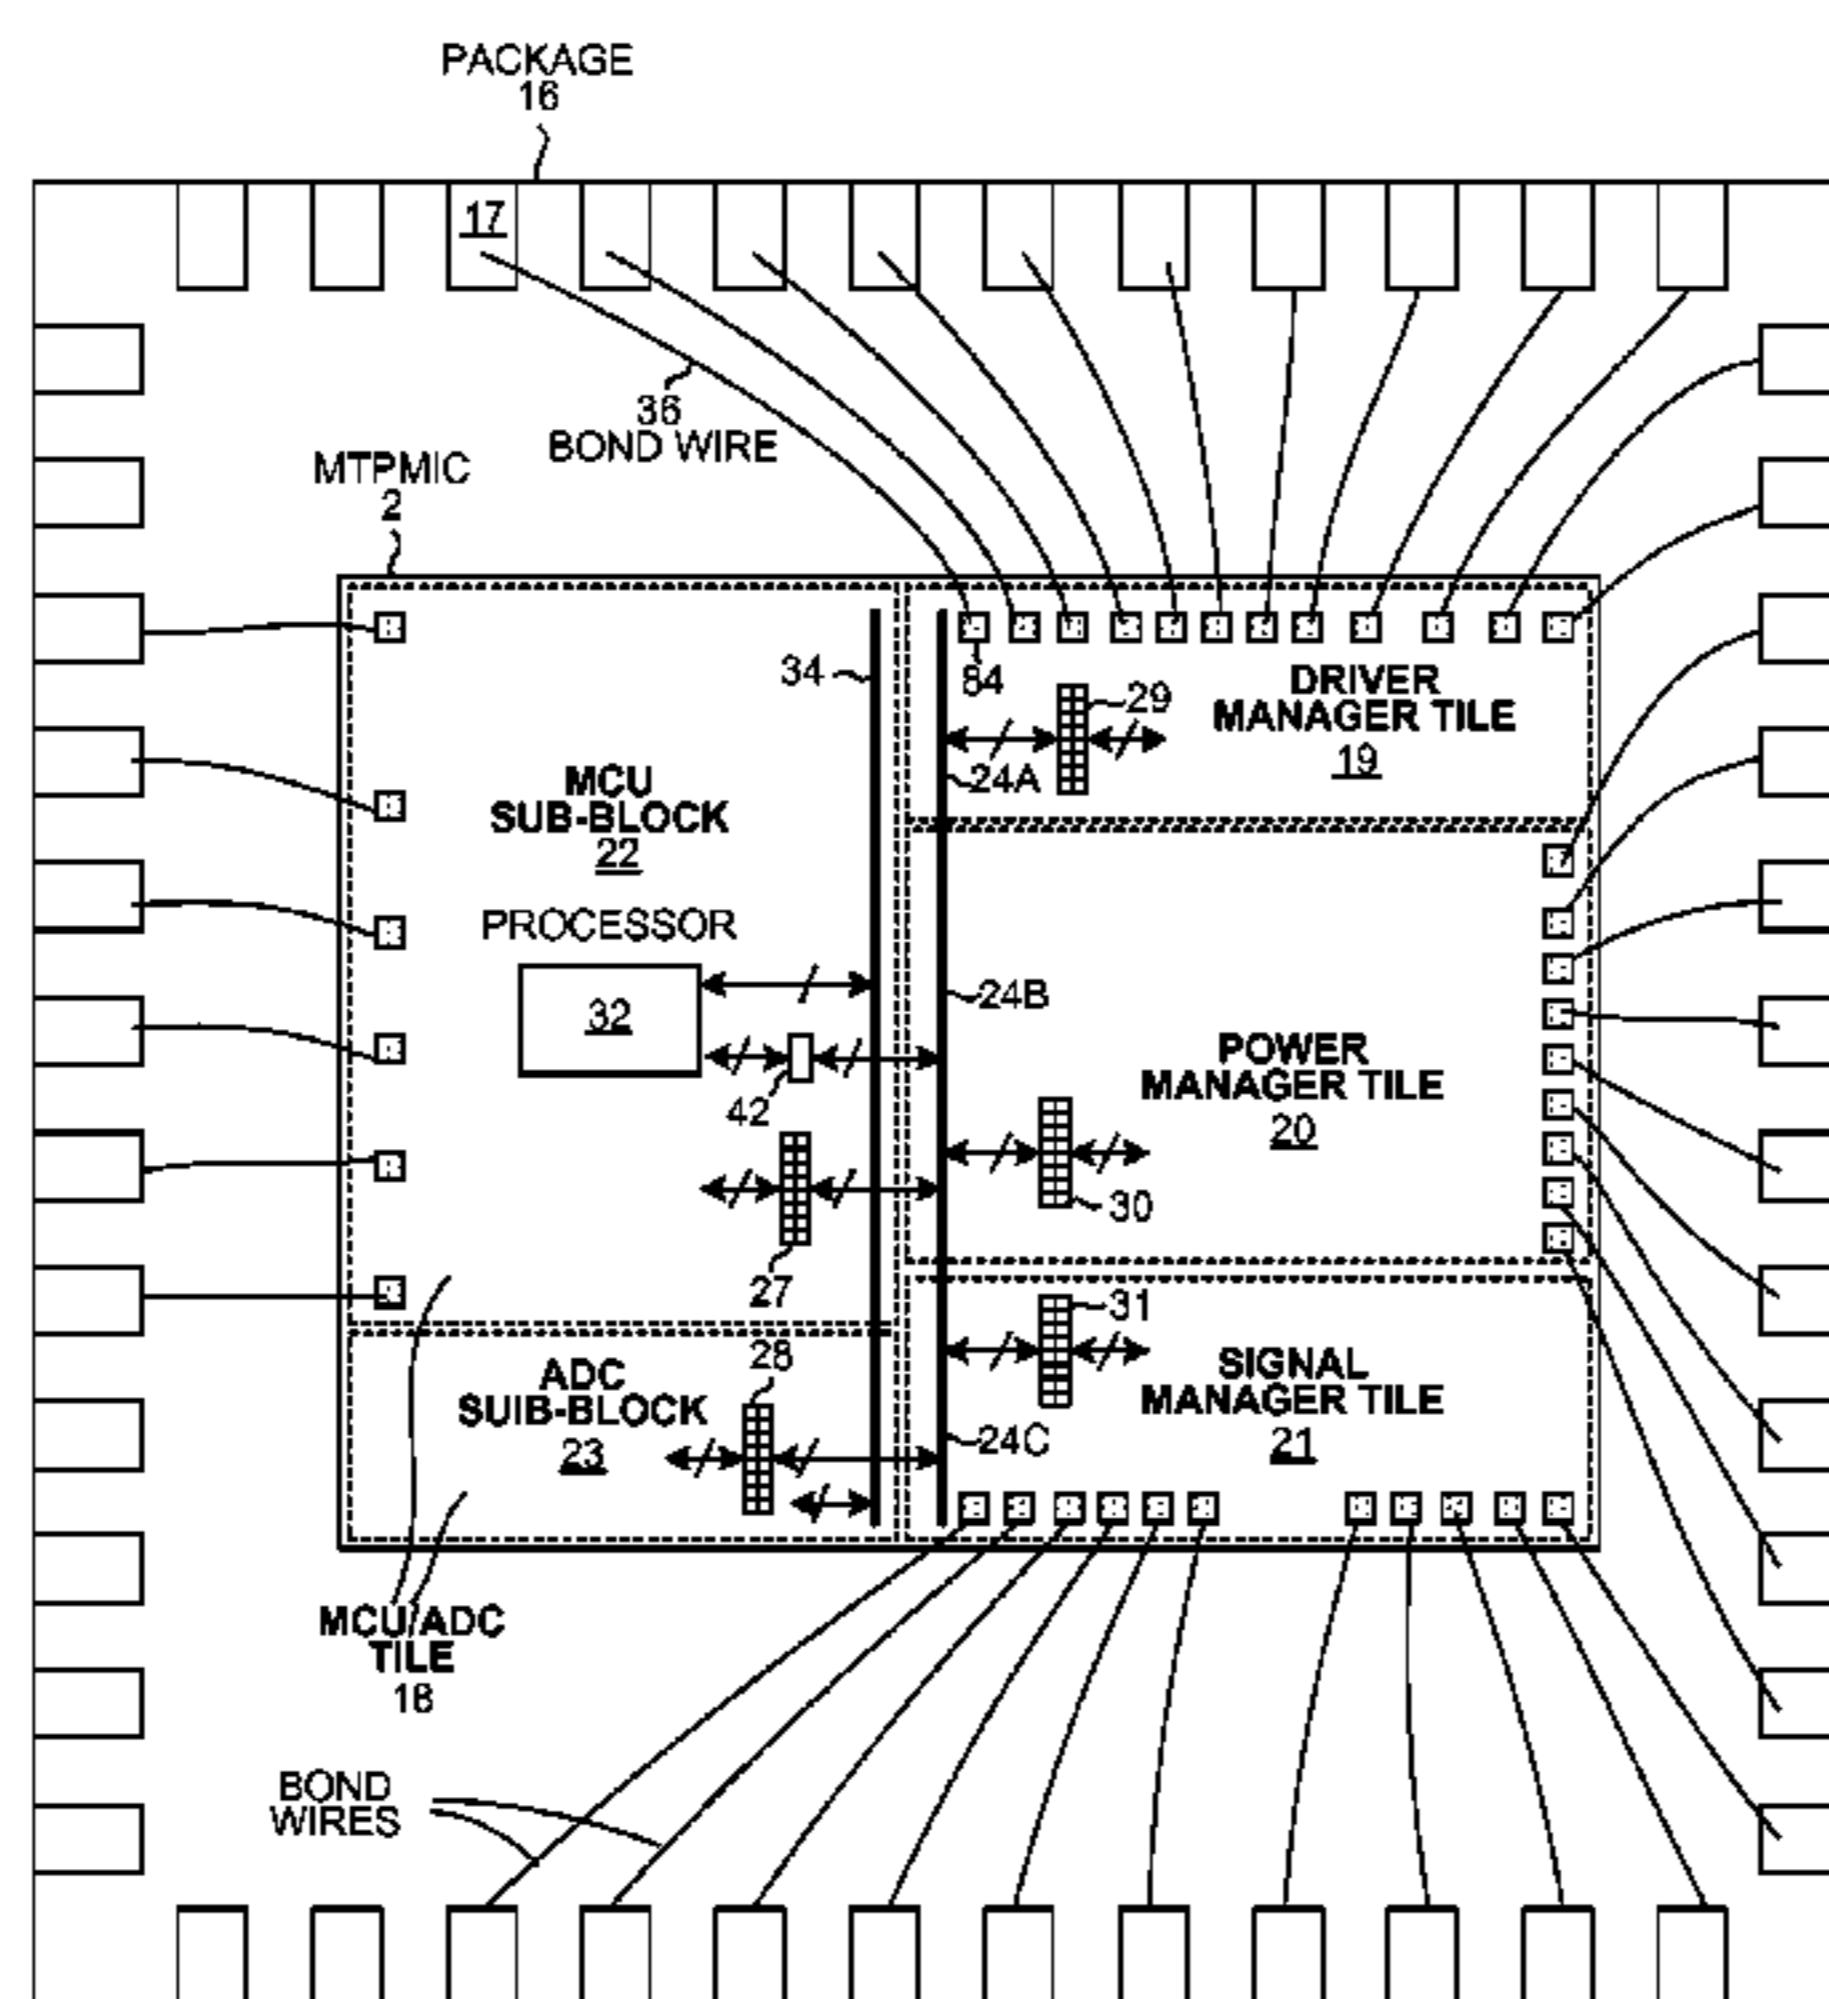 PACKAGE
16
17
36
BOND WIRE
MTPMIC
2
34
84
29
DRIVER
MANAGER TILE
19
24A
MCU
SUB-BLOCK
22
PROCESSOR
32
24B
42
POWER
MANAGER TILE
20
30
27
31
28
ADC
SUIB-BLOCK
23
SIGNAL
MANAGER TILE
21
24C
MCU/ADC
TILE
18
BOND
WIRES